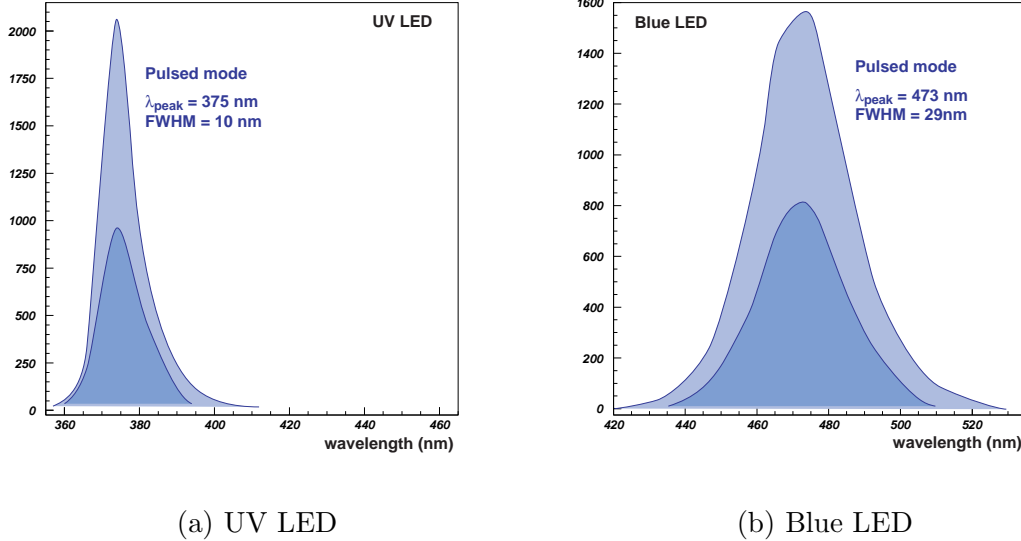 UV LED
Pulsed mode
λpeak = 375 nm
FWHM = 10 nm
2000
1750
1500
1250
1000
750
500
250
0
360 380 400 420 440 460
wavelength (nm)
(a) UV LED
Blue LED
Pulsed mode
λpeak = 473 nm
FWHM = 29nm
1600
1400
1200
1000
800
600
400
200
0
420 440 460 480 500 520
wavelength (nm)
(b) Blue LED